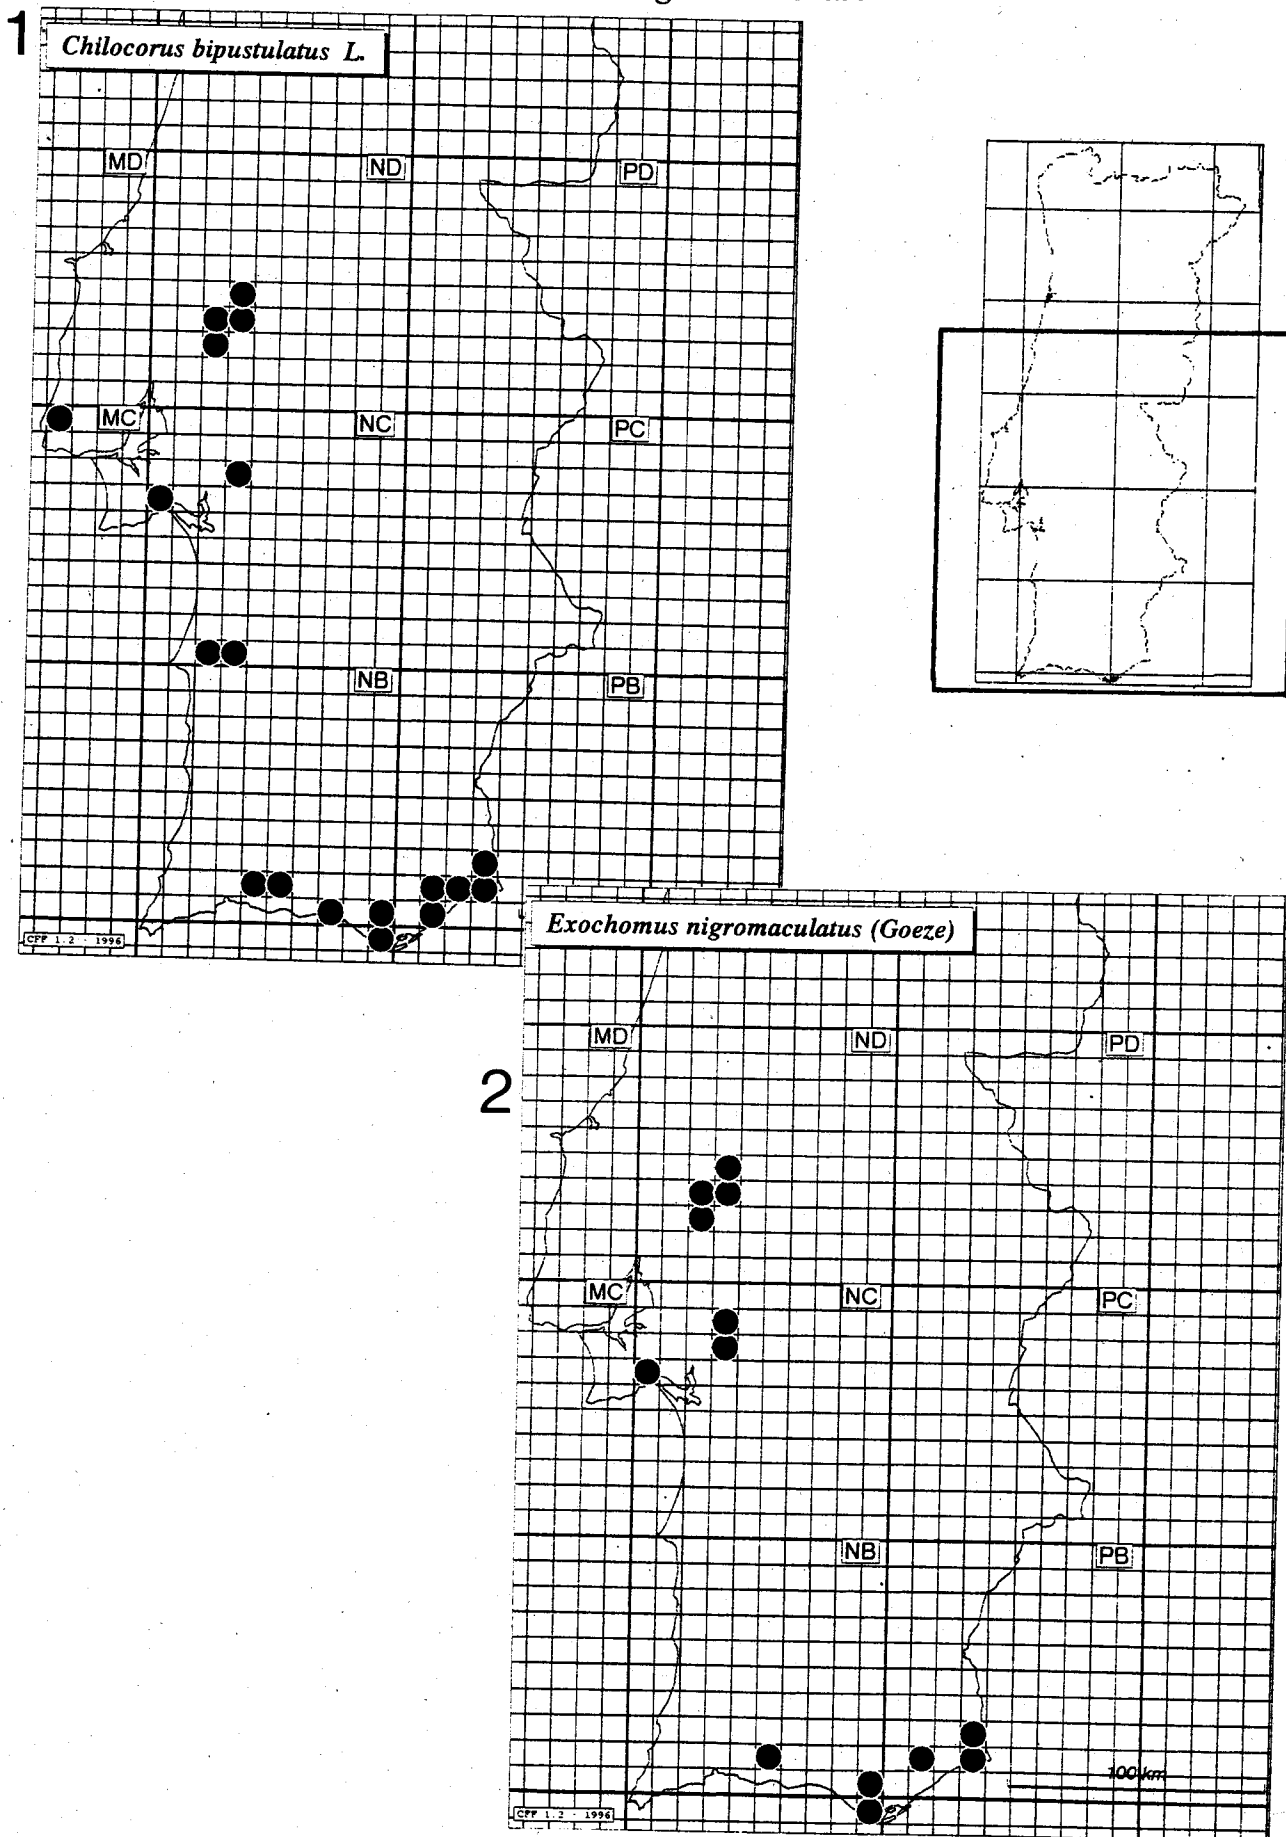 1
Chilocorus bipustulatus L.
MD
ND
PD
MC
NC
PC
NB
PB
CFF 1.2 - 1996
2
Exochomus nigromaculatus (Goeze)
MD
ND
PD
MC
NC
PC
NB
PB
100 km
CFF 1.2 - 1996